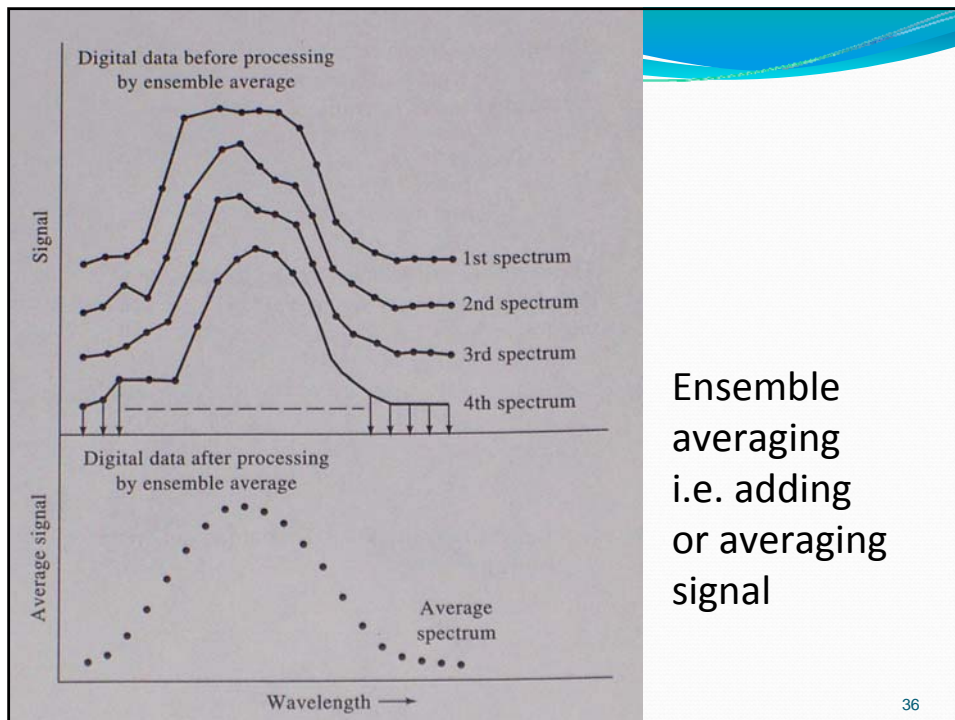 Digital data before processing
by ensemble average
Signal
1st spectrum
2nd spectrum
3rd spectrum
4th spectrum
Digital data after processing
by ensemble average
Average signal
Average
spectrum
Wavelength →
Ensemble
averaging
i.e. adding
or averaging
signal
36